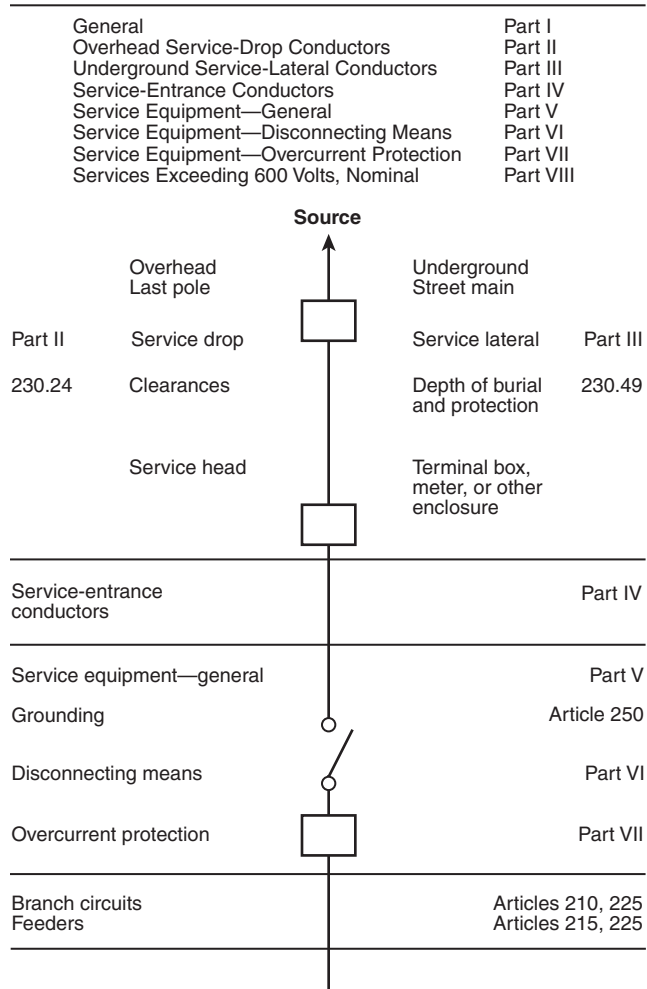 General Part I
Overhead Service-Drop Conductors Part II
Underground Service-Lateral Conductors Part III
Service-Entrance Conductors Part IV
Service Equipment—General Part V
Service Equipment—Disconnecting Means Part VI
Service Equipment—Overcurrent Protection Part VII
Services Exceeding 600 Volts, Nominal Part VIII
Source
Overhead Underground
Last pole Street main
Part II Service drop Service lateral Part III
230.24 Clearances Depth of burial 230.49
and protection
Service head Terminal box,
meter, or other
enclosure
Service-entrance Part IV
conductors
Service equipment—general Part V
Grounding Article 250
Disconnecting means Part VI
Overcurrent protection Part VII
Branch circuits Articles 210, 225
Feeders Articles 215, 225